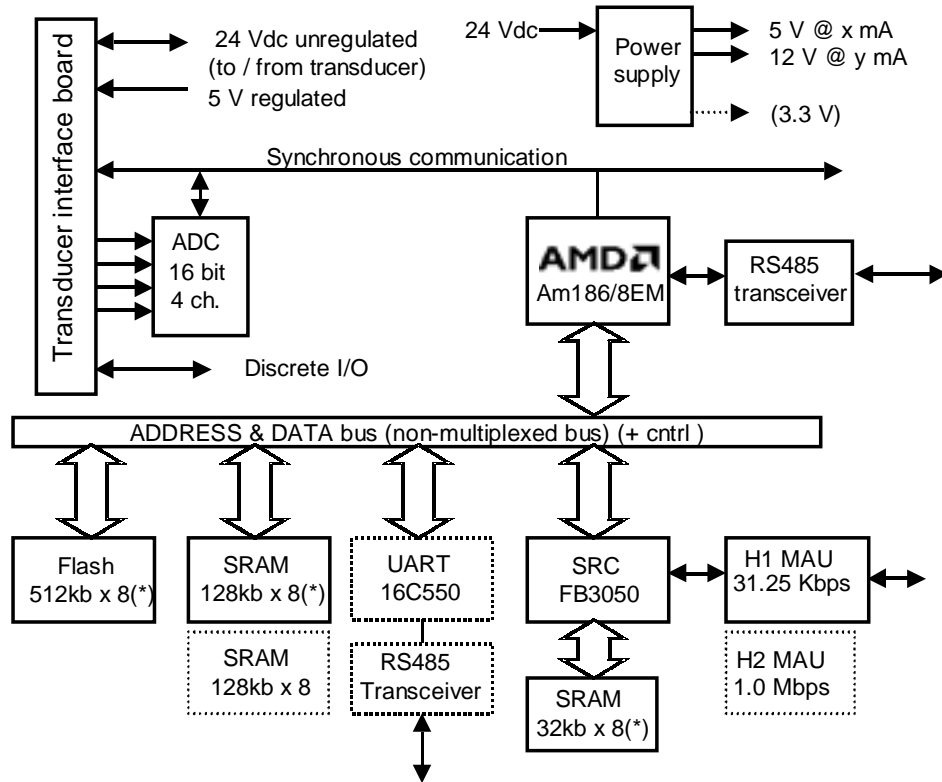 24 Vdc unregulated
(to / from transducer)
5 V regulated
24 Vdc
Power
supply
5 V @ x mA
12 V @ y mA
(3.3 V)
Transducer interface board
Synchronous communication
ADC
16 bit
4 ch.
AMD
Am186/8EM
RS485
transceiver
Discrete I/O
ADDRESS & DATA bus (non-multiplexed bus) (+ cntrl )
Flash
512kb x 8(*)
SRAM
128kb x 8(*)
SRAM
128kb x 8
UART
16C550
RS485
Transceiver
SRC
FB3050
SRAM
32kb x 8(*)
H1 MAU
31.25 Kbps
H2 MAU
1.0 Mbps